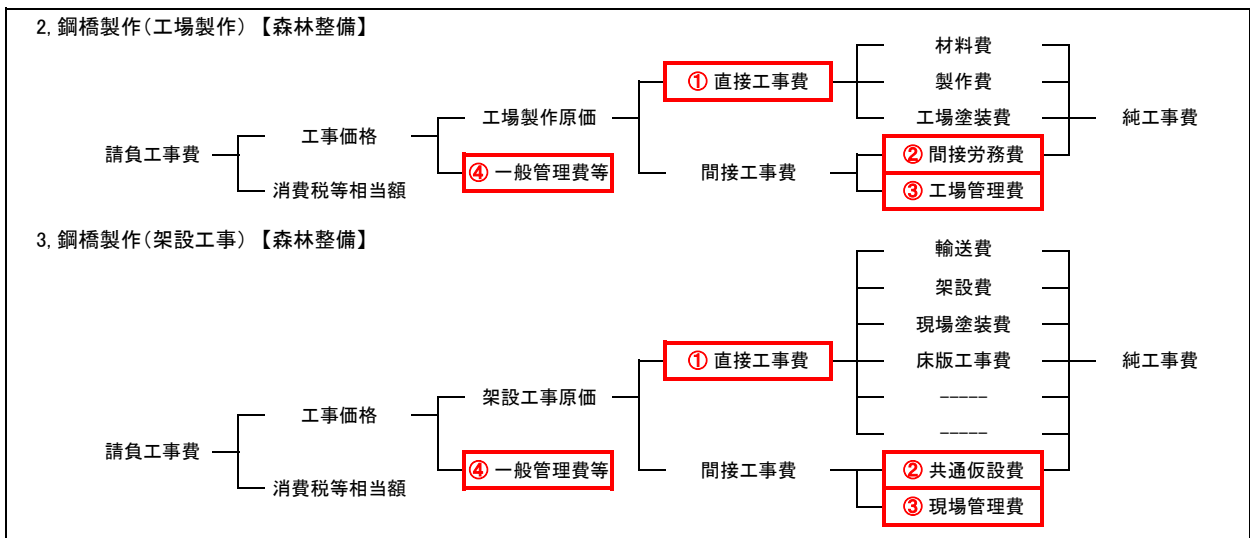 2, 鋼橋製作(工場製作)【森林整備】
材料費
① 直接工事費
製作費
工場製作原価
工場塗装費
純工事費
工事価格
請負工事費
② 間接労務費
④ 一般管理費等
間接工事費
消費税等相当額
③ 工場管理費
3, 鋼橋製作(架設工事)【森林整備】
輸送費
架設費
現場塗装費
① 直接工事費
床版工事費
純工事費
架設工事原価
-----
工事価格
-----
請負工事費
④ 一般管理費等
間接工事費
② 共通仮設費
消費税等相当額
③ 現場管理費